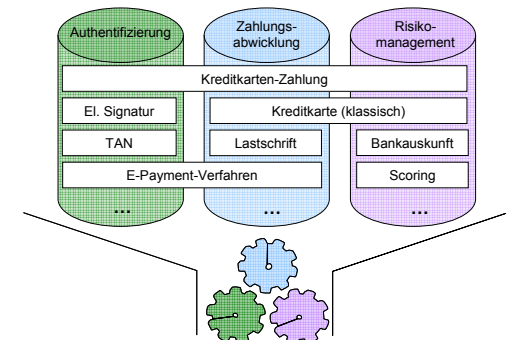 Authentifizierung
Zahlungs-
abwicklung
Risiko-
management
Kreditkarten-Zahlung
El. Signatur
Kreditkarte (klassisch)
TAN
Lastschrift
Bankauskunft
E-Payment-Verfahren
Scoring
...
...
...